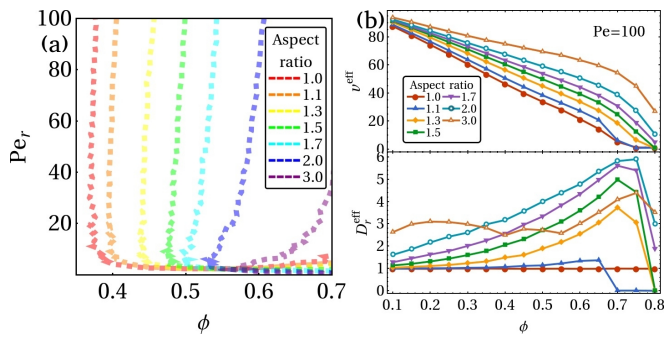 (a)
100
80
60
40
20
Pe_r
0.4
0.5
0.6
0.7
ϕ
Aspect
ratio
1.0
1.1
1.3
1.5
1.7
2.0
3.0
(b)
Pe=100
80
60
40
20
0
v^eff
Aspect ratio
1.0 1.7
1.1 2.0
1.3 3.0
1.5
6
5
4
3
2
1
0
D_r^eff
0.1 0.2 0.3 0.4 0.5 0.6 0.7 0.8
ϕ